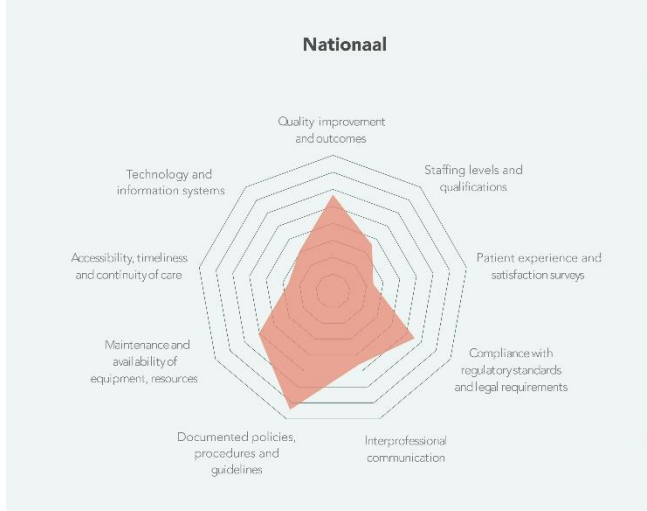 Nationaal
Quality improvement
and outcomes
Staffing levels and
qualifications
Patient experience and
satisfaction surveys
Compliance with
regulatory standards
and legal requirements
Interprofessional
communication
Documented policies,
procedures and
guidelines
Maintenance and
availability of
equipment, resources
Accessibility, timeliness
and continuity of care
Technology and
information systems